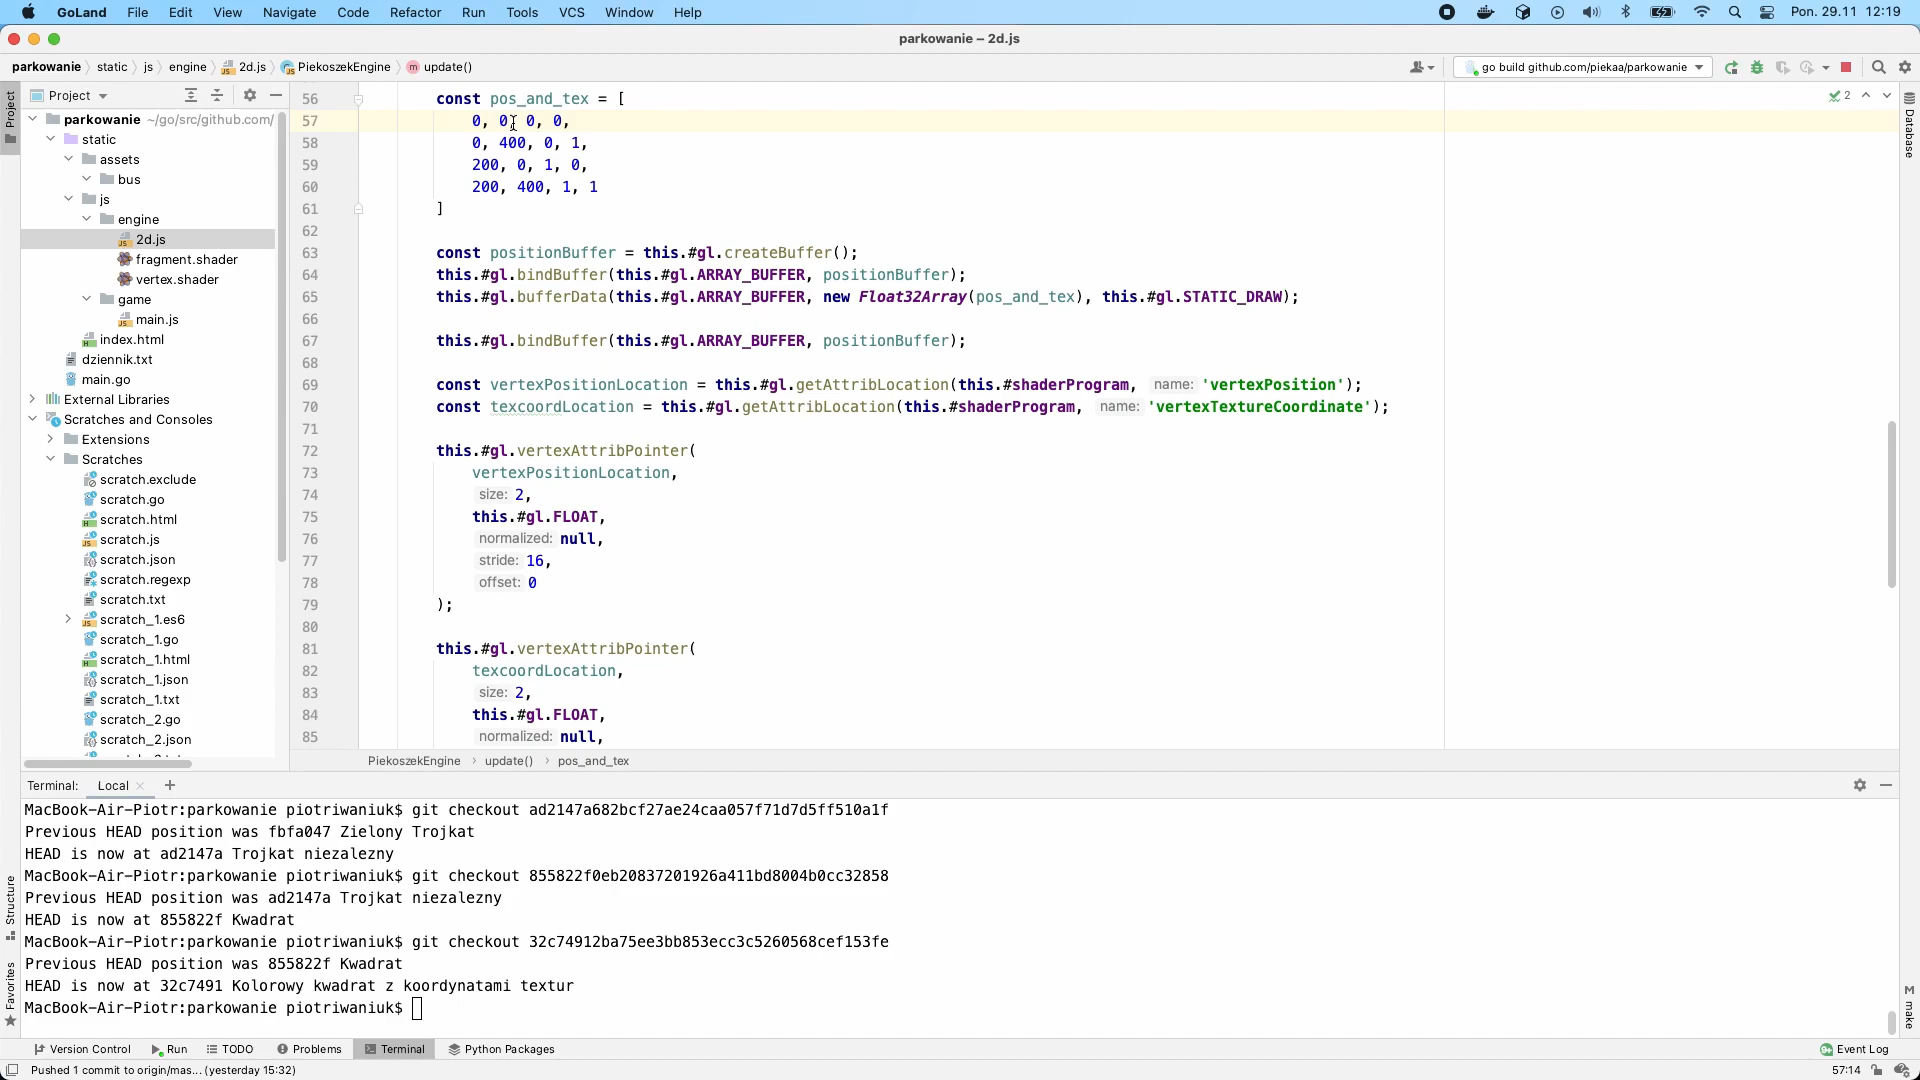 GoLand File Edit View Navigate Code Refactor Run Tools VCS Window Help Pon. 29.11 12:19
parkowanie – 2d.js
parkowanie static js engine 2d.js PiekoszekEngine m update() go build github.com/piekaa/parkowanie
Project
Project
Database
parkowanie ~/go/src/github.com/
static
assets
bus
js
engine
2d.js
fragment.shader
vertex.shader
game
main.js
index.html
dziennik.txt
main.go
External Libraries
Scratches and Consoles
Extensions
Scratches
scratch.exclude
scratch.go
scratch.html
scratch.js
scratch.json
scratch.regexp
scratch.txt
scratch_1.es6
scratch_1.go
scratch_1.html
scratch_1.json
scratch_1.txt
scratch_2.go
scratch_2.json
2
56 const pos_and_tex = [
57 0, 0, 0, 0,
58 0, 400, 0, 1,
59 200, 0, 1, 0,
60 200, 400, 1, 1
61 ]
62
63 const positionBuffer = this.#gl.createBuffer();
64 this.#gl.bindBuffer(this.#gl.ARRAY_BUFFER, positionBuffer);
65 this.#gl.bufferData(this.#gl.ARRAY_BUFFER, new Float32Array(pos_and_tex), this.#gl.STATIC_DRAW);
66
67 this.#gl.bindBuffer(this.#gl.ARRAY_BUFFER, positionBuffer);
68
69 const vertexPositionLocation = this.#gl.getAttribLocation(this.#shaderProgram, name: 'vertexPosition');
70 const texcoordLocation = this.#gl.getAttribLocation(this.#shaderProgram, name: 'vertexTextureCoordinate');
71
72 this.#gl.vertexAttribPointer(
73 vertexPositionLocation,
74 size: 2,
75 this.#gl.FLOAT,
76 normalized: null,
77 stride: 16,
78 offset: 0
79 );
80
81 this.#gl.vertexAttribPointer(
82 texcoordLocation,
83 size: 2,
84 this.#gl.FLOAT,
85 normalized: null,
PiekoszekEngine update() pos_and_tex
Terminal: Local
MacBook-Air-Piotr:parkowanie piotriwaniuk$ git checkout ad2147a682bcf27ae24caa057f71d7d5ff510a1f
Previous HEAD position was fbfa047 Zielony Trojkat
HEAD is now at ad2147a Trojkat niezalezny
MacBook-Air-Piotr:parkowanie piotriwaniuk$ git checkout 855822f0eb20837201926a411bd8004b0cc32858
Previous HEAD position was ad2147a Trojkat niezalezny
HEAD is now at 855822f Kwadrat
MacBook-Air-Piotr:parkowanie piotriwaniuk$ git checkout 32c74912ba75ee3bb853ecc3c5260568cef153fe
Previous HEAD position was 855822f Kwadrat
HEAD is now at 32c7491 Kolorowy kwadrat z koordynatami textur
MacBook-Air-Piotr:parkowanie piotriwaniuk$
Structure
Favorites
M make
Version Control Run TODO Problems Terminal Python Packages Event Log
Pushed 1 commit to origin/mas... (yesterday 15:32) 57:14